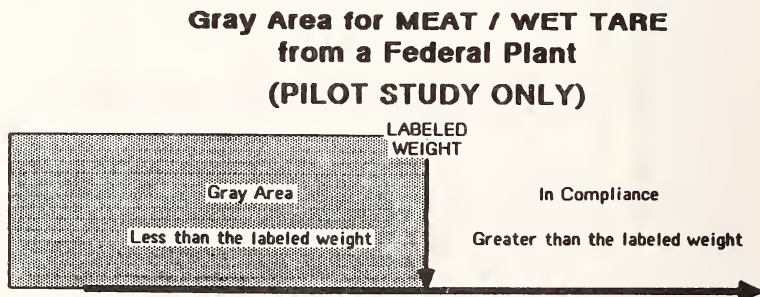 Gray Area for MEAT / WET TARE
from a Federal Plant
(PILOT STUDY ONLY)
LABELED
WEIGHT
Gray Area
In Compliance
Less than the labeled weight
Greater than the labeled weight